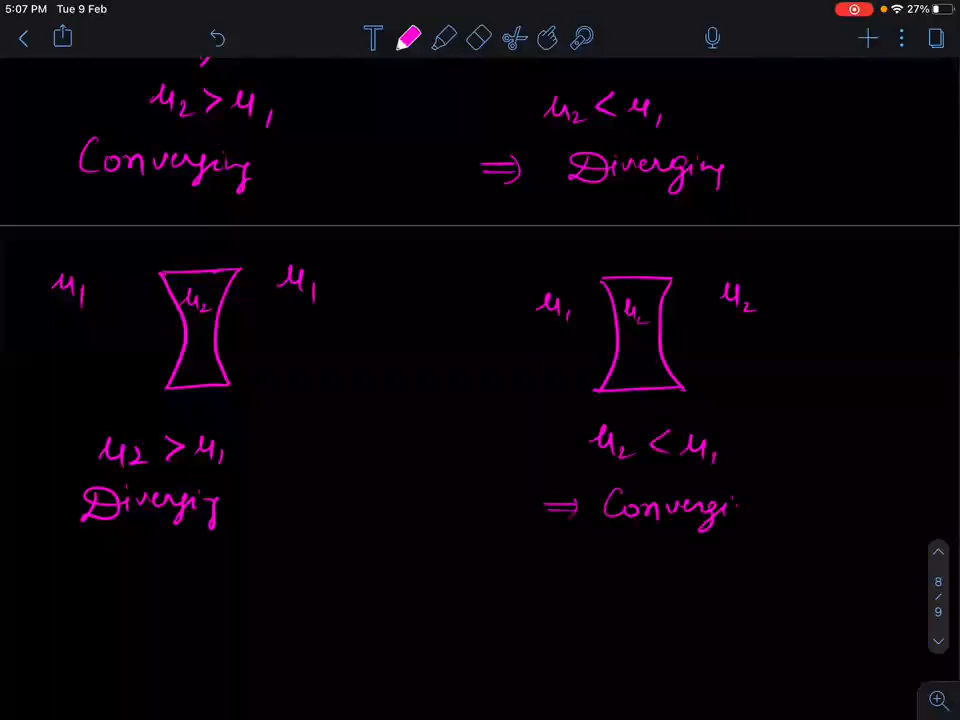 5:07 PM Tue 9 Feb
27%
T
μ₂ > μ₁
μ₂ < μ₁
Converging
⇒ Diverging
μ₁ μ₂ μ₁
μ₁ μ₂ μ₂
μ₂ > μ₁
μ₂ < μ₁
Diverging
⇒ Convergi
8
/
9